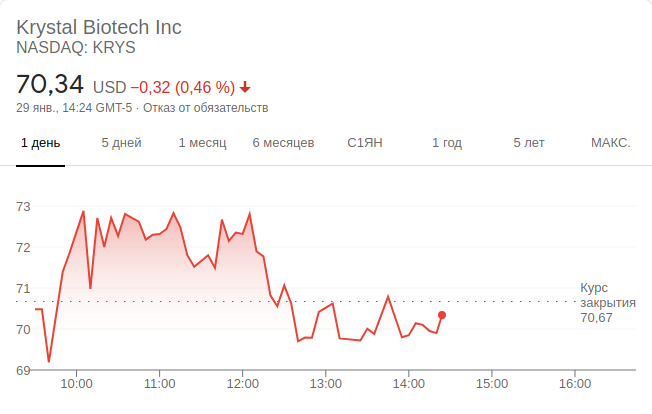 Krystal Biotech Inc
NASDAQ: KRYS
70,34 USD −0,32 (0,46 %)
29 янв., 14:24 GMT-5 · Отказ от обязательств
1 день 5 дней 1 месяц 6 месяцев С1ЯН 1 год 5 лет МАКС.
73
72
71
70
69
Курс
закрытия
70,67
10:00 11:00 12:00 13:00 14:00 15:00 16:00